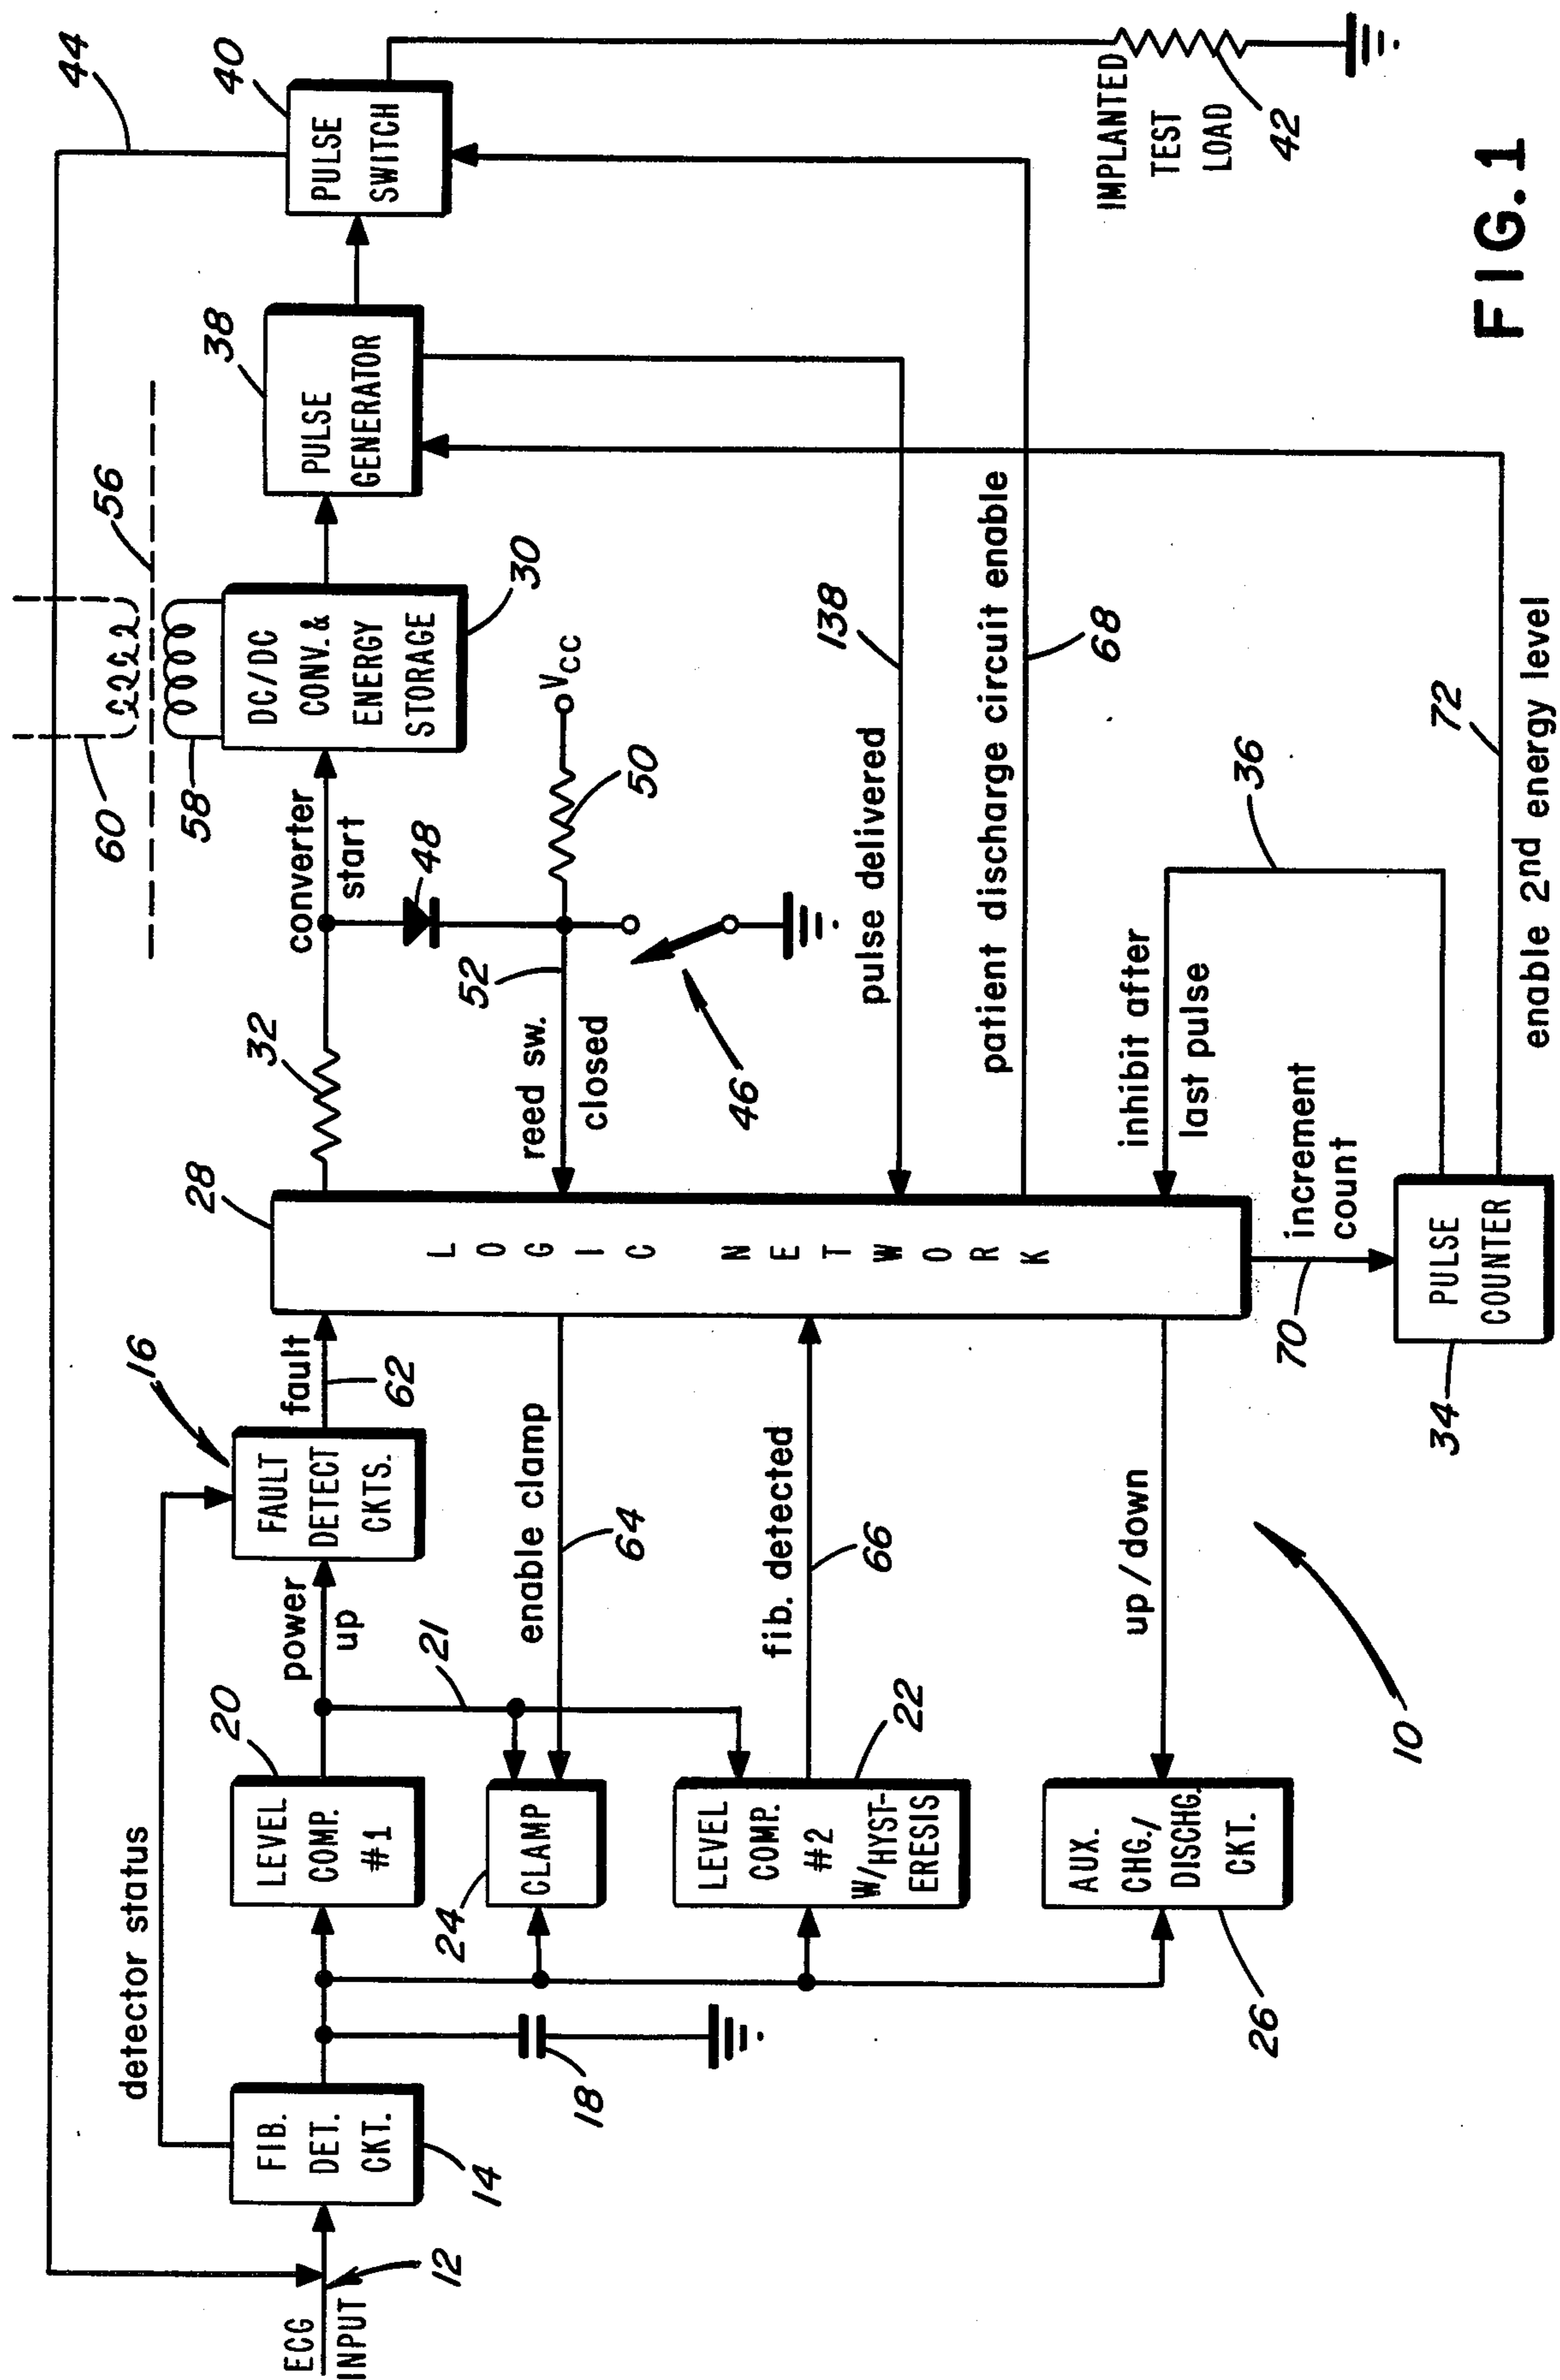 44
detector status
ECG
INPUT
12
FIB.
DET.
CKT.
14
18
20
LEVEL
COMP.
#1
power
up
21
16
FAULT
DETECT
CKTS.
fault
62
24
CLAMP
enable clamp
64
LEVEL
COMP.
#2
W/HYST-
ERESIS
22
fib. detected
66
AUX.
CHG./
DISCHG.
CKT.
26
up/down
10
28
LOGIC NETWORK
32
converter
start
48
reed sw.
closed
52
46
50
VCC
60
58
56
DC/DC
CONV.&
ENERGY
STORAGE
30
38
PULSE
GENERATOR
40
PULSE
SWITCH
IMPLANTED
TEST
LOAD
42
pulse delivered
138
patient discharge circuit enable
68
inhibit after
last pulse
36
increment
count
70
PULSE
COUNTER
34
72
enable 2nd energy level
FIG.1